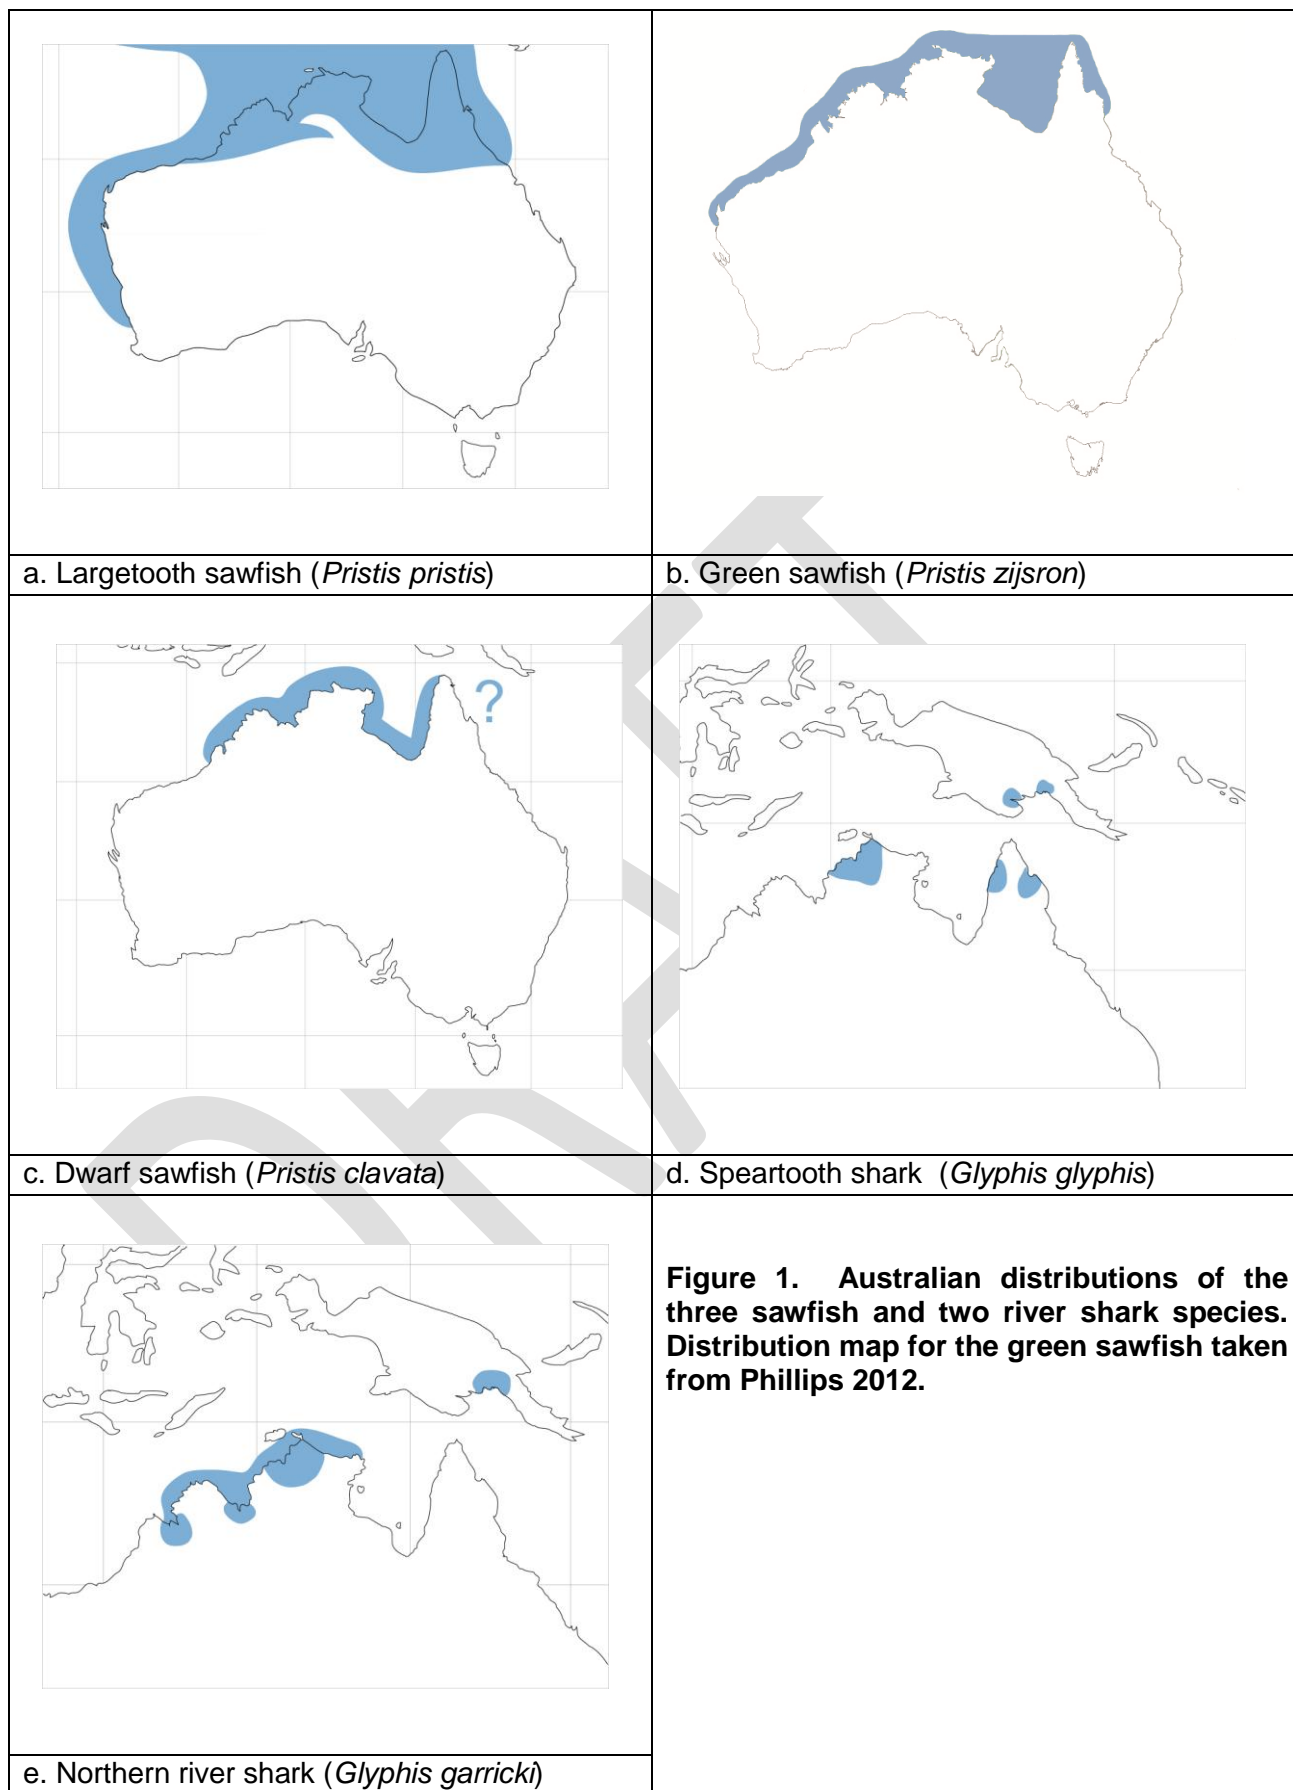 a. Largetooth sawfish (Pristis pristis)
b. Green sawfish (Pristis zijsron)
?
c. Dwarf sawfish (Pristis clavata)
d. Speartooth shark (Glyphis glyphis)
Figure 1. Australian distributions of the
three sawfish and two river shark species.
Distribution map for the green sawfish taken
from Phillips 2012.
e. Northern river shark (Glyphis garricki)
DRAFT